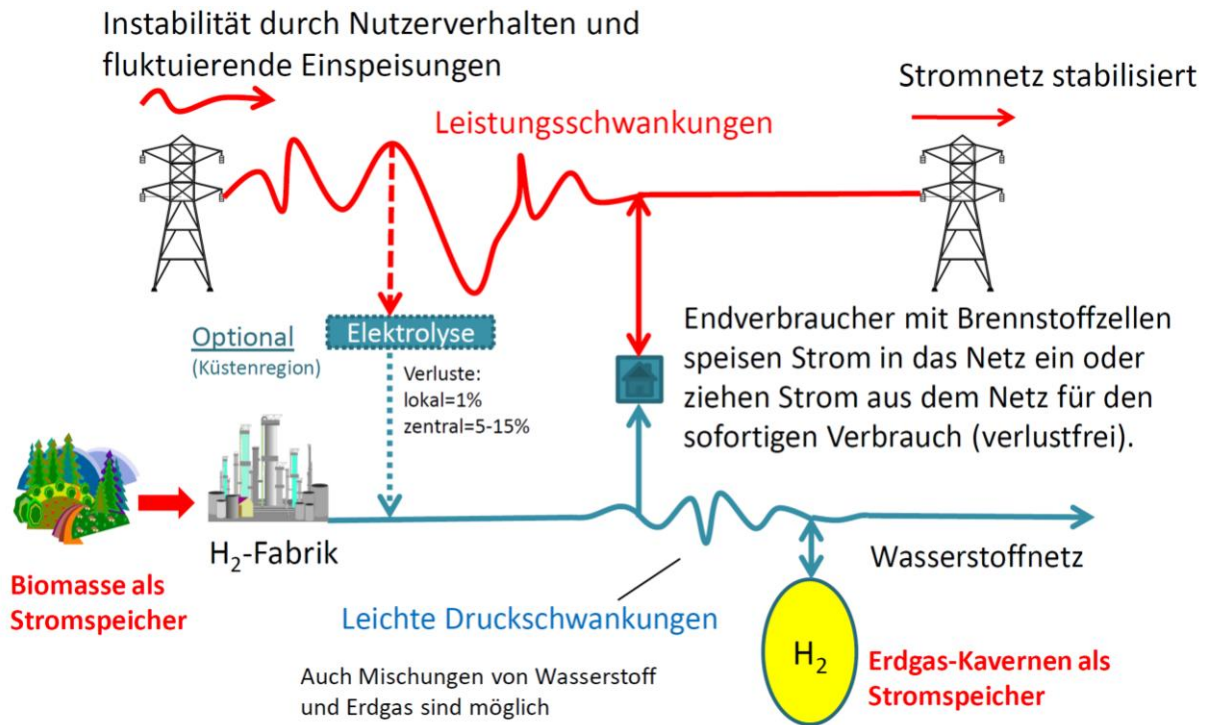 Instabilität durch Nutzerverhalten und
fluktuierende Einspeisungen
Stromnetz stabilisiert
Leistungsschwankungen
Optional
(Küstenregion)
Elektrolyse
Verluste:
lokal=1%
zentral=5-15%
Endverbraucher mit Brennstoffzellen
speisen Strom in das Netz ein oder
ziehen Strom aus dem Netz für den
sofortigen Verbrauch (verlustfrei).
H₂-Fabrik
Wasserstoffnetz
Biomasse als
Stromspeicher
Leichte Druckschwankungen
Auch Mischungen von Wasserstoff
und Erdgas sind möglich
H₂
Erdgas-Kavernen als
Stromspeicher